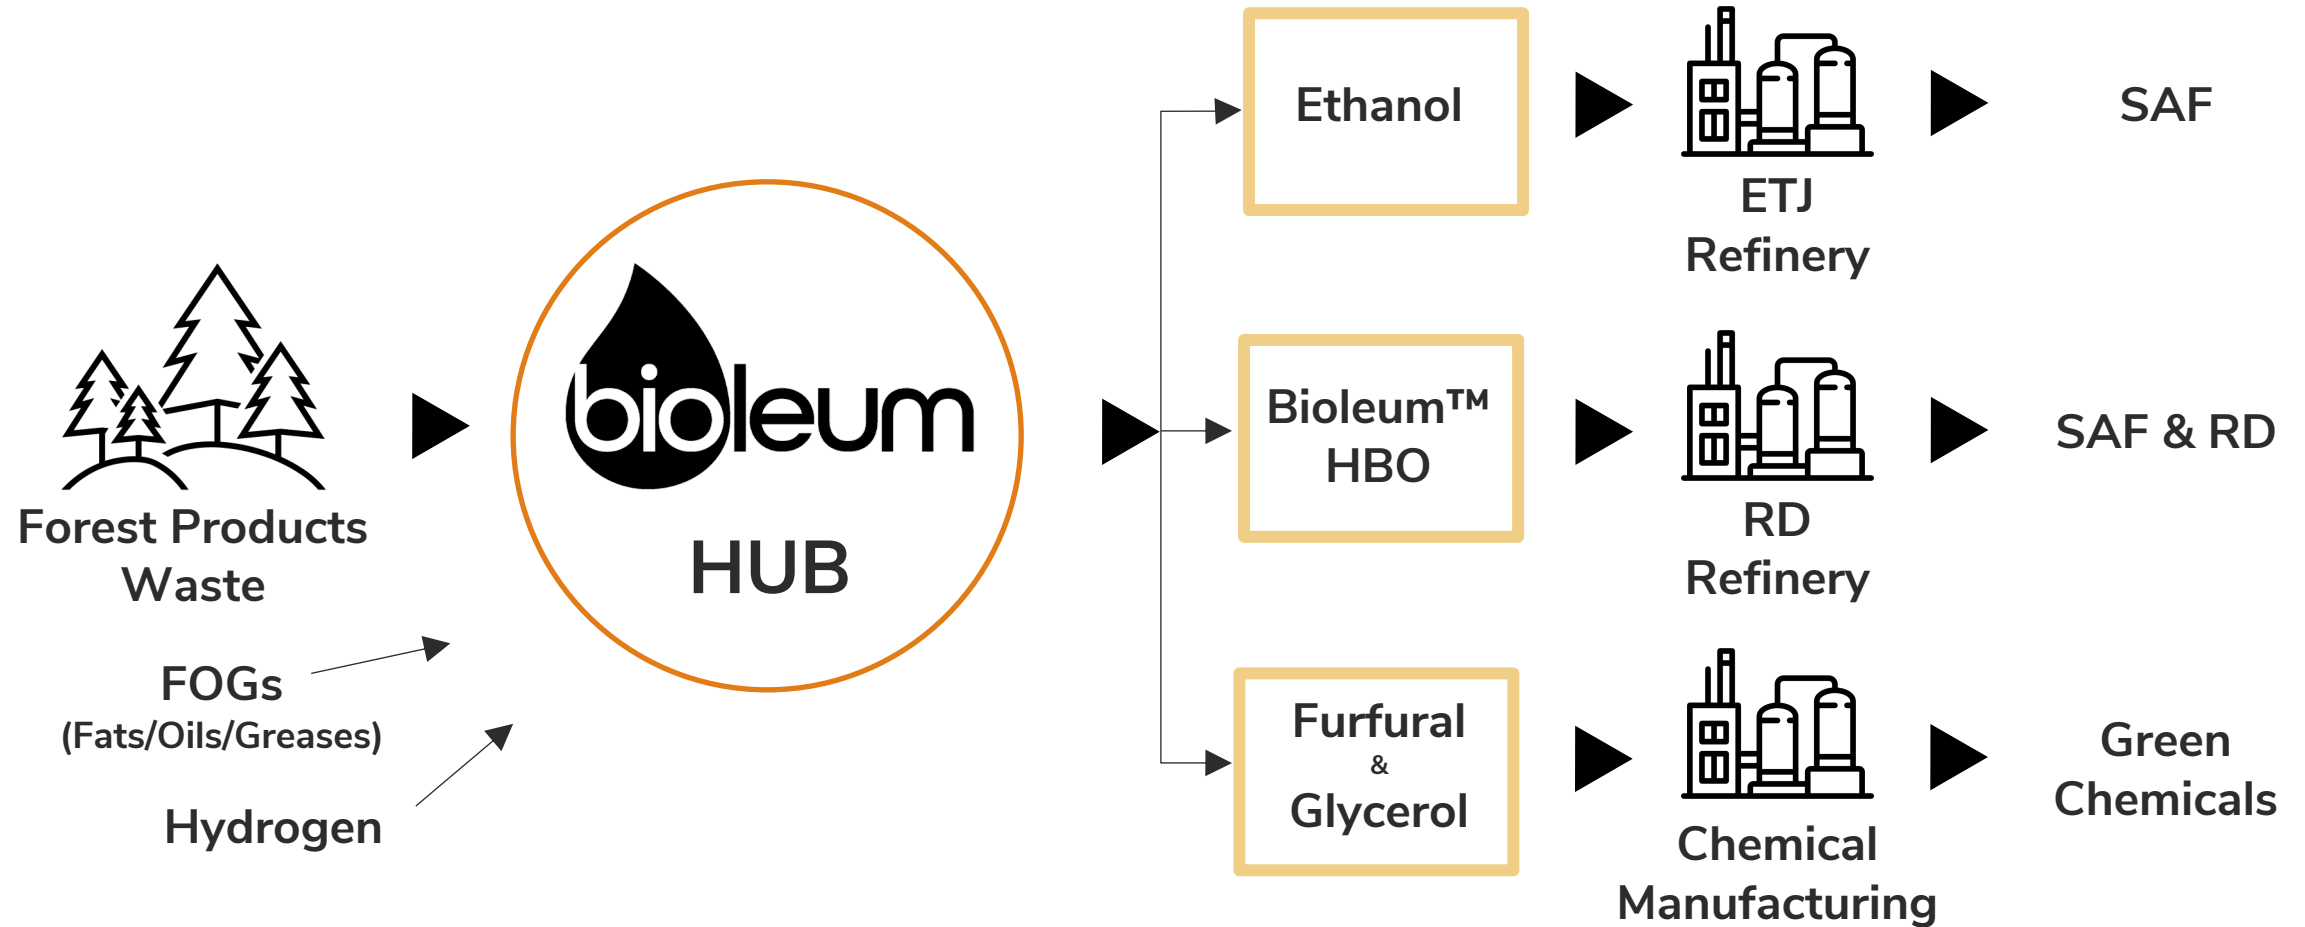 Forest Products
Waste
FOGs
(Fats/Oils/Greases)
Hydrogen
bioleum
HUB
Ethanol
ETJ
Refinery
SAF
Bioleum™
HBO
RD
Refinery
SAF & RD
Furfural
&
Glycerol
Chemical
Manufacturing
Green
Chemicals